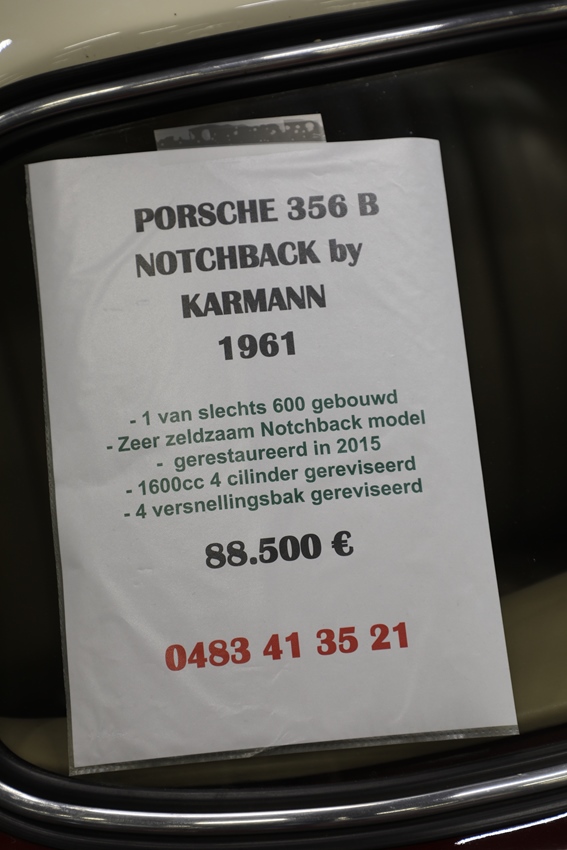 PORSCHE 356 B
NOTCHBACK by
KARMANN
1961
- 1 van slechts 600 gebouwd
- Zeer zeldzaam Notchback model
- gerestaureerd in 2015
- 1600cc 4 cilinder gereviseerd
- 4 versnellingsbak gereviseerd
88.500 €
0483 41 35 21